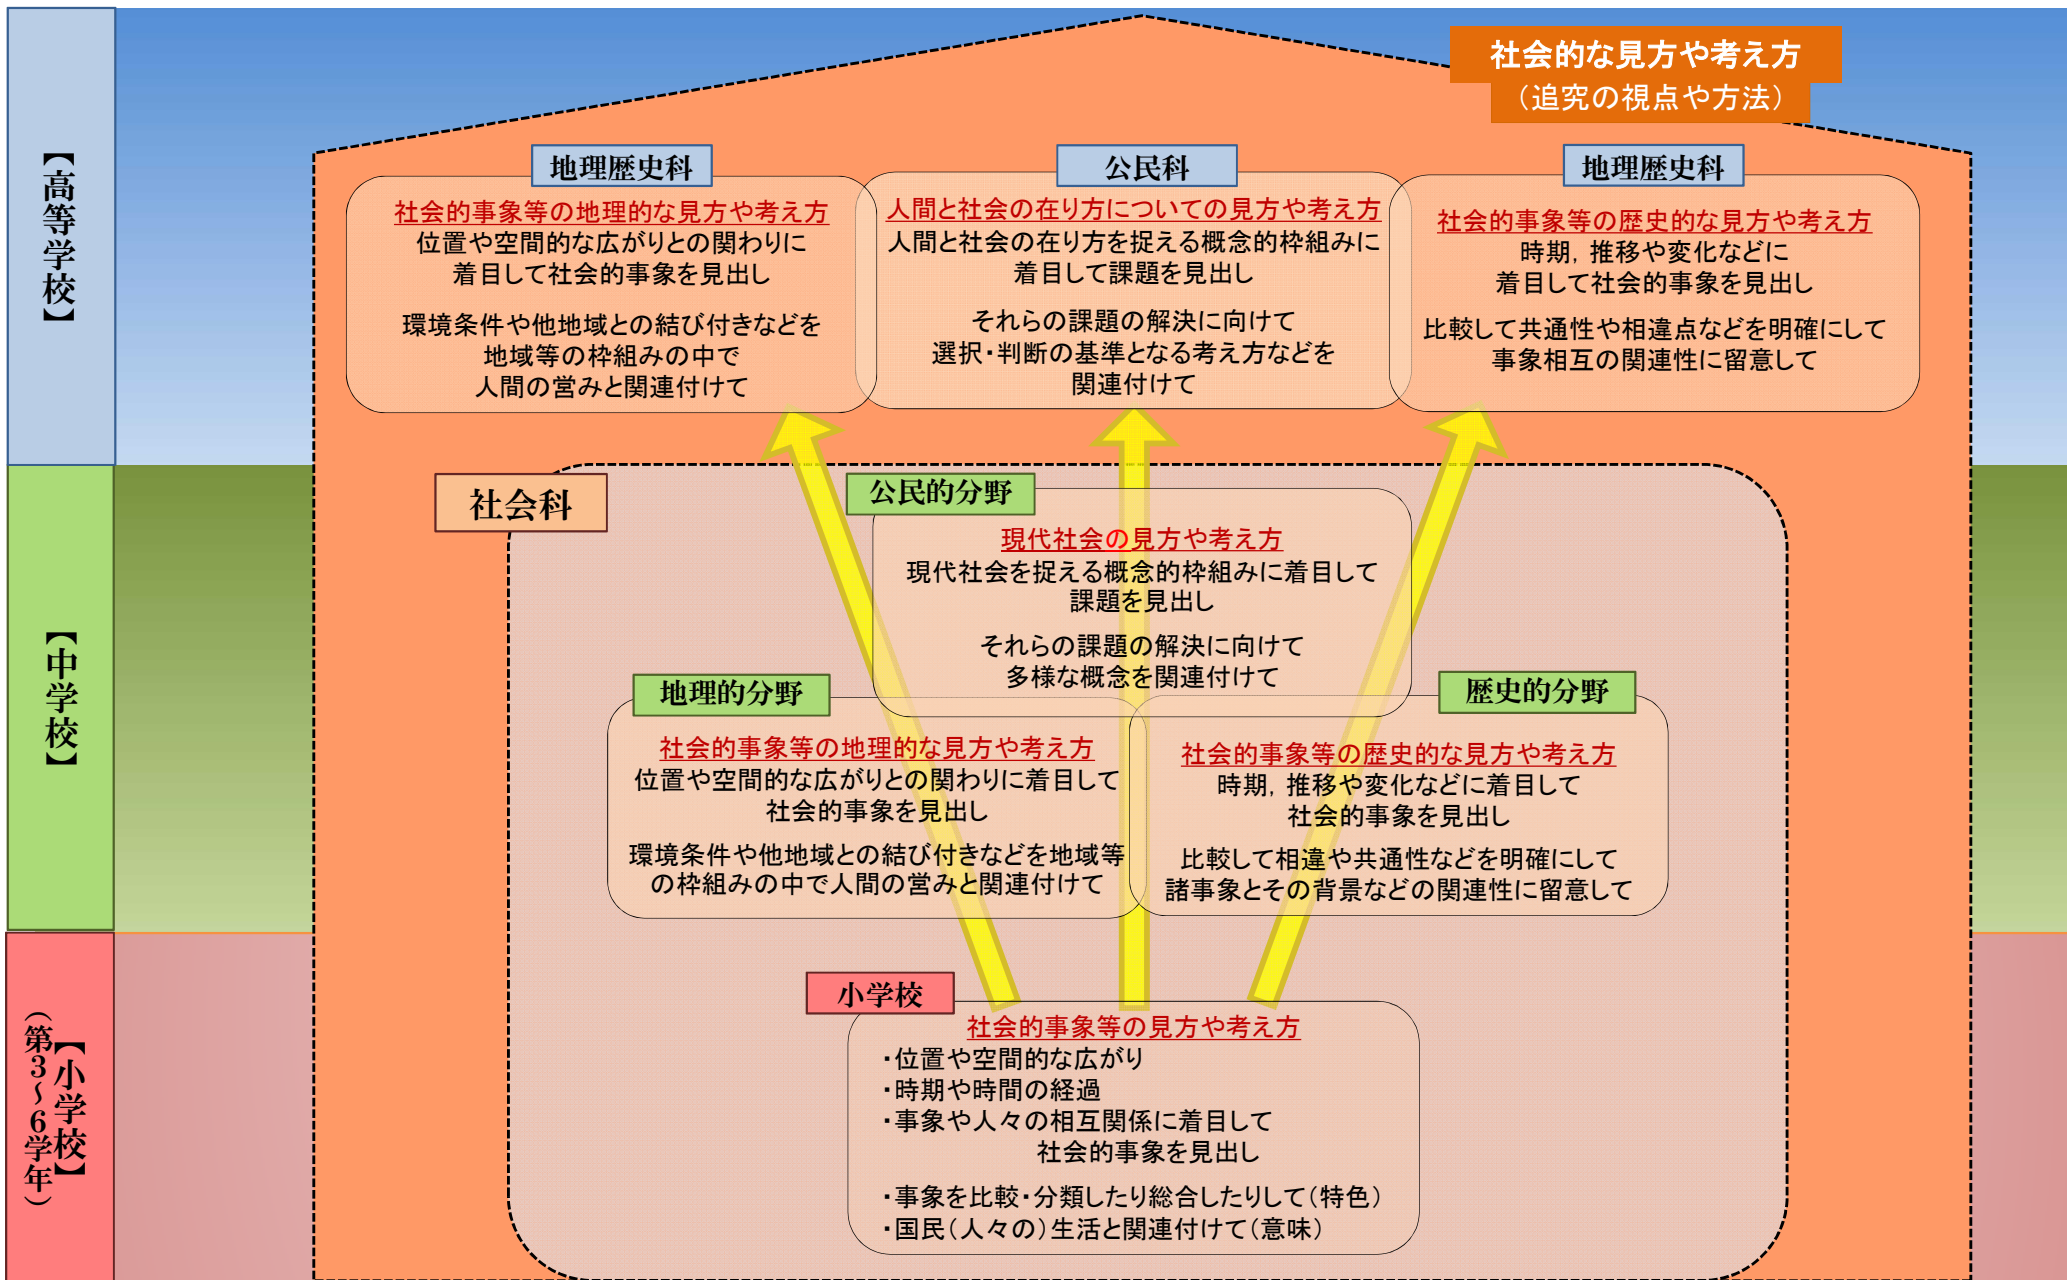 社会的な見方や考え方
（追究の視点や方法）
【高等学校】
地理歴史科
社会的事象等の地理的な見方や考え方
位置や空間的な広がりとの関わりに
着目して社会的事象を見出し
環境条件や他地域との結び付きなどを
地域等の枠組みの中で
人間の営みと関連付けて
公民科
人間と社会の在り方についての見方や考え方
人間と社会の在り方を捉える概念的枠組みに
着目して課題を見出し
それらの課題の解決に向けて
選択・判断の基準となる考え方などを
関連付けて
地理歴史科
社会的事象等の歴史的な見方や考え方
時期，推移や変化などに
着目して社会的事象を見出し
比較して共通性や相違点などを明確にして
事象相互の関連性に留意して
【中学校】
社会科
公民的分野
現代社会の見方や考え方
現代社会を捉える概念的枠組みに着目して
課題を見出し
それらの課題の解決に向けて
多様な概念を関連付けて
地理的分野
社会的事象等の地理的な見方や考え方
位置や空間的な広がりとの関わりに着目して
社会的事象を見出し
環境条件や他地域との結び付きなどを地域等
の枠組みの中で人間の営みと関連付けて
歴史的分野
社会的事象等の歴史的な見方や考え方
時期，推移や変化などに着目して
社会的事象を見出し
比較して相違や共通性などを明確にして
諸事象とその背景などの関連性に留意して
【小学校】
（第３～６学年）
小学校
社会的事象等の見方や考え方
・位置や空間的な広がり
・時期や時間の経過
・事象や人々の相互関係に着目して
社会的事象を見出し
・事象を比較・分類したり総合したりして（特色）
・国民（人々の）生活と関連付けて（意味）